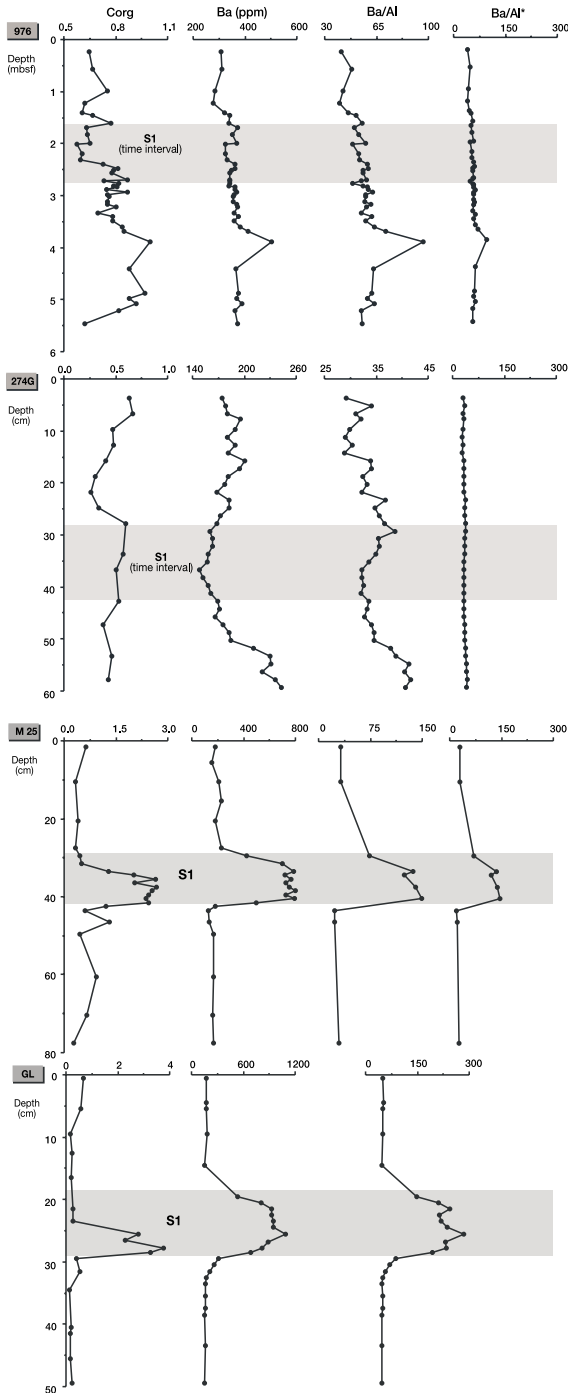 Corg Ba (ppm) Ba/Al Ba/Al*
976 0.5 0.8 1.1 200 400 600 30 65 100 0 150 300
Depth
(mbsf)
0
1
S1
(time interval)
2
3
4
5
6
274G 0.0 0.5 1.0 140 200 260 25 35 45 0 150 300
Depth
(cm)
0
10
20
30
S1
(time interval)
40
50
60
M 25 0.0 1.5 3.0 0 400 800 0 75 150 0 150 300
Depth
(cm)
0
20
S1
40
60
80
GL 0 2 4 0 600 1200 0 150 300
Depth
(cm)
0
10
20
S1
30
40
50